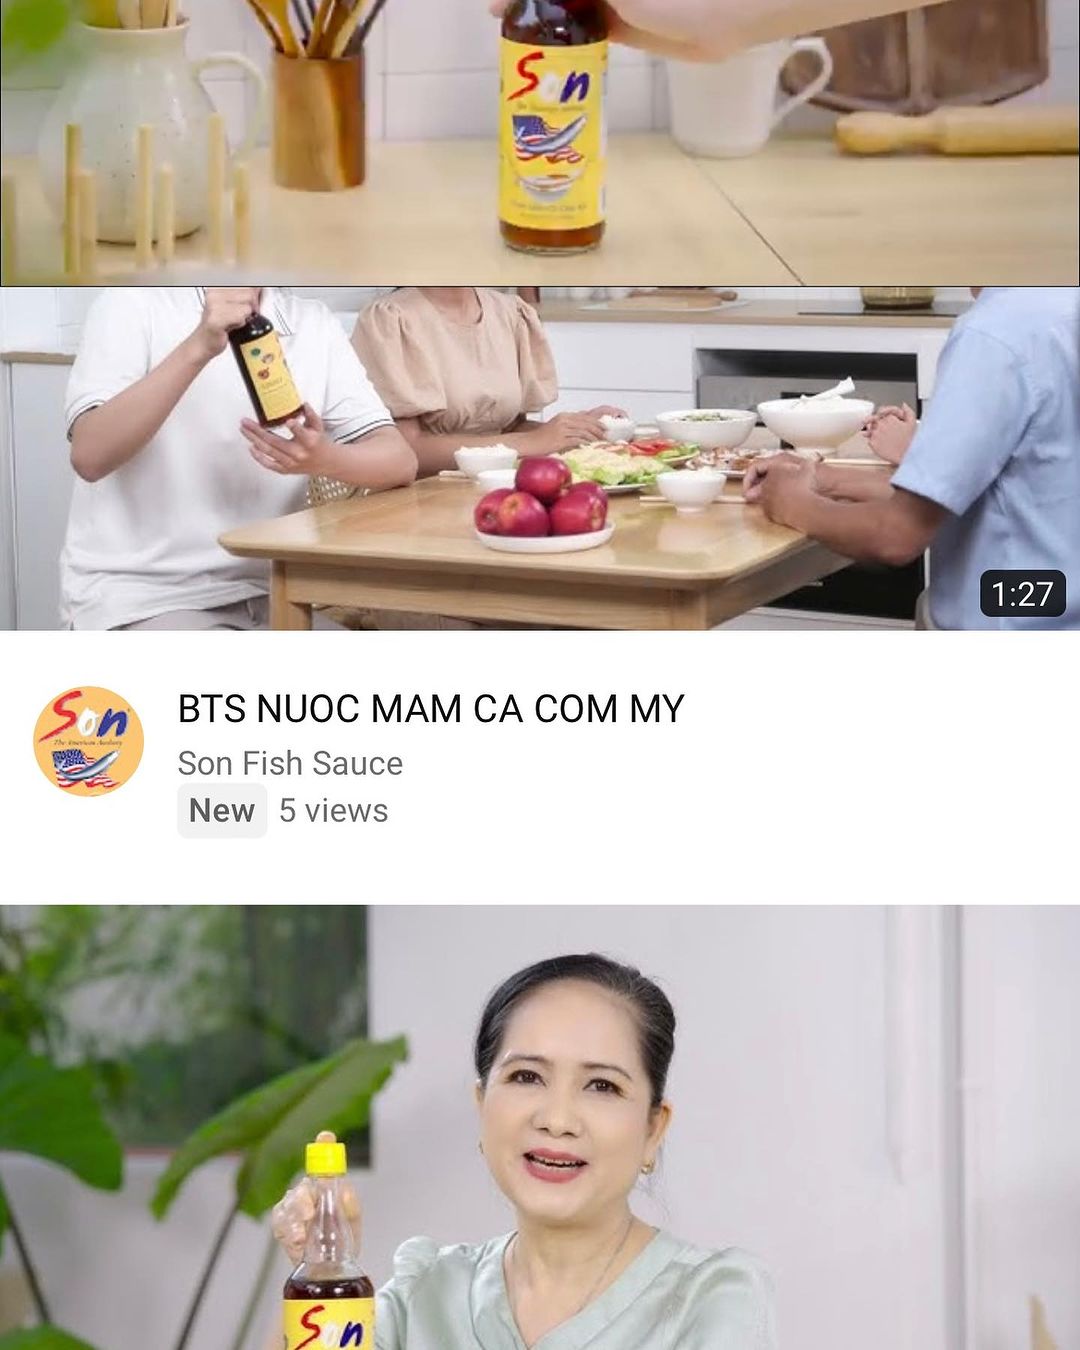 Son
1:27
Son
The American Anchovy
BTS NUOC MAM CA COM MY
Son Fish Sauce
New 5 views
Son